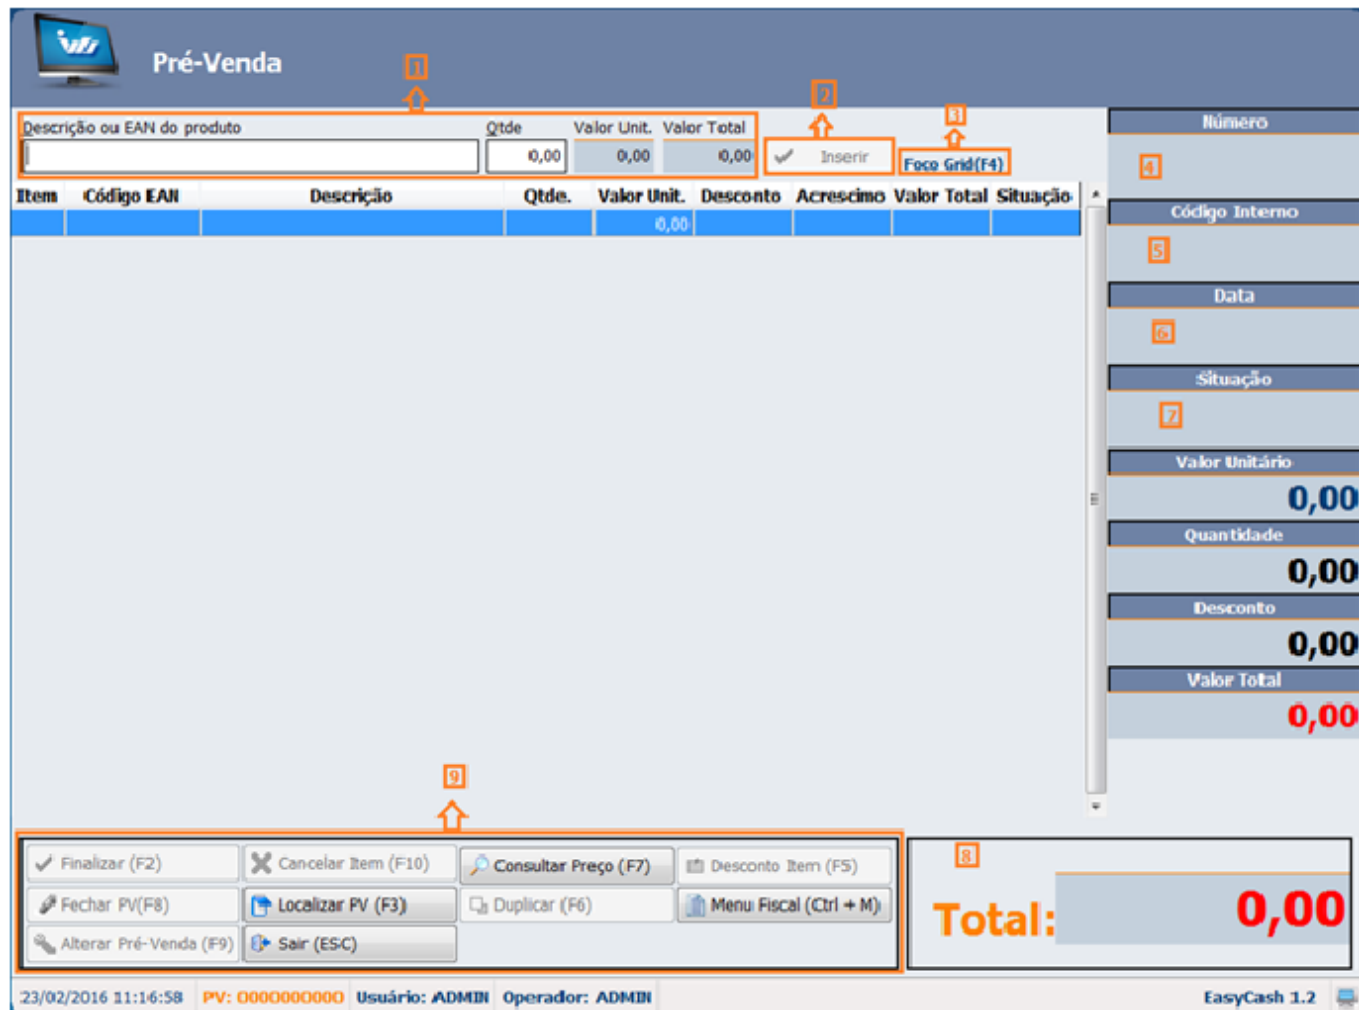 Pré-Venda
1
2
3
Descrição ou EAN do produto Qtde Valor Unit. Valor Total
0,00 0,00 0,00 Inserir Foco Grid(F4)
Item Código EAN Descrição Qtde. Valor Unit. Desconto Acrescimo Valor Total Situação
0,00
Número
4
Código Interno
5
Data
6
Situação
7
Valor Unitário
0,00
Quantidade
0,00
Desconto
0,00
Valor Total
0,00
9
Finalizar (F2) Cancelar Item (F10) Consultar Preço (F7) Desconto Item (F5)
Fechar PV(F8) Localizar PV (F3) Duplicar (F6) Menu Fiscal (Ctrl + M)
Alterar Pré-Venda (F9) Sair (ESC)
8
Total: 0,00
23/02/2016 11:16:58 PV: 0000000000 Usuário: ADMIN Operador: ADMIN EasyCash 1.2